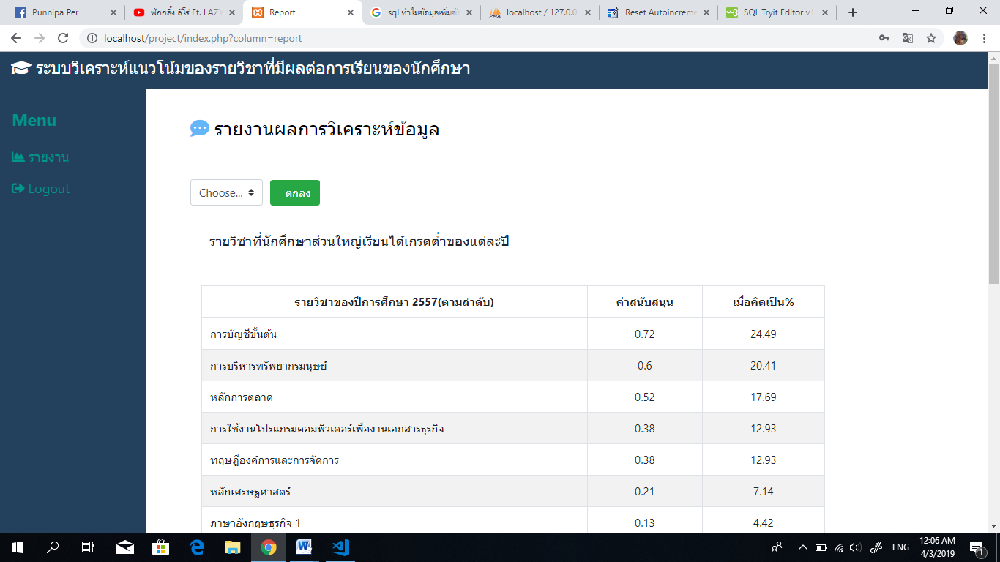 Punnipa Per
ฟักกลิ้ง ฮีโร่ Ft. LAZY
Report
sql ทำไมข้อมูลเพิ่มขึ้
localhost / 127.0.0
Reset Autoincreme
SQL Tryit Editor v1
localhost/project/index.php?column=report
ระบบวิเคราะห์แนวโน้มของรายวิชาที่มีผลต่อการเรียนของนักศึกษา
Menu
รายงาน
Logout
รายงานผลการวิเคราะห์ข้อมูล
Choose... ตกลง
รายวิชาที่นักศึกษาส่วนใหญ่เรียนได้เกรดต่ำของแต่ละปี
รายวิชาของปีการศึกษา 2557(ตามลำดับ) ค่าสนับสนุน เมื่อคิดเป็น%
การบัญชีขั้นต้น 0.72 24.49
การบริหารทรัพยากรมนุษย์ 0.6 20.41
หลักการตลาด 0.52 17.69
การใช้งานโปรแกรมคอมพิวเตอร์เพื่องานเอกสารธุรกิจ 0.38 12.93
ทฤษฎีองค์การและการจัดการ 0.38 12.93
หลักเศรษฐศาสตร์ 0.21 7.14
ภาษาอังกฤษธุรกิจ 1 0.13 4.42
ENG
12:06 AM
4/3/2019
1